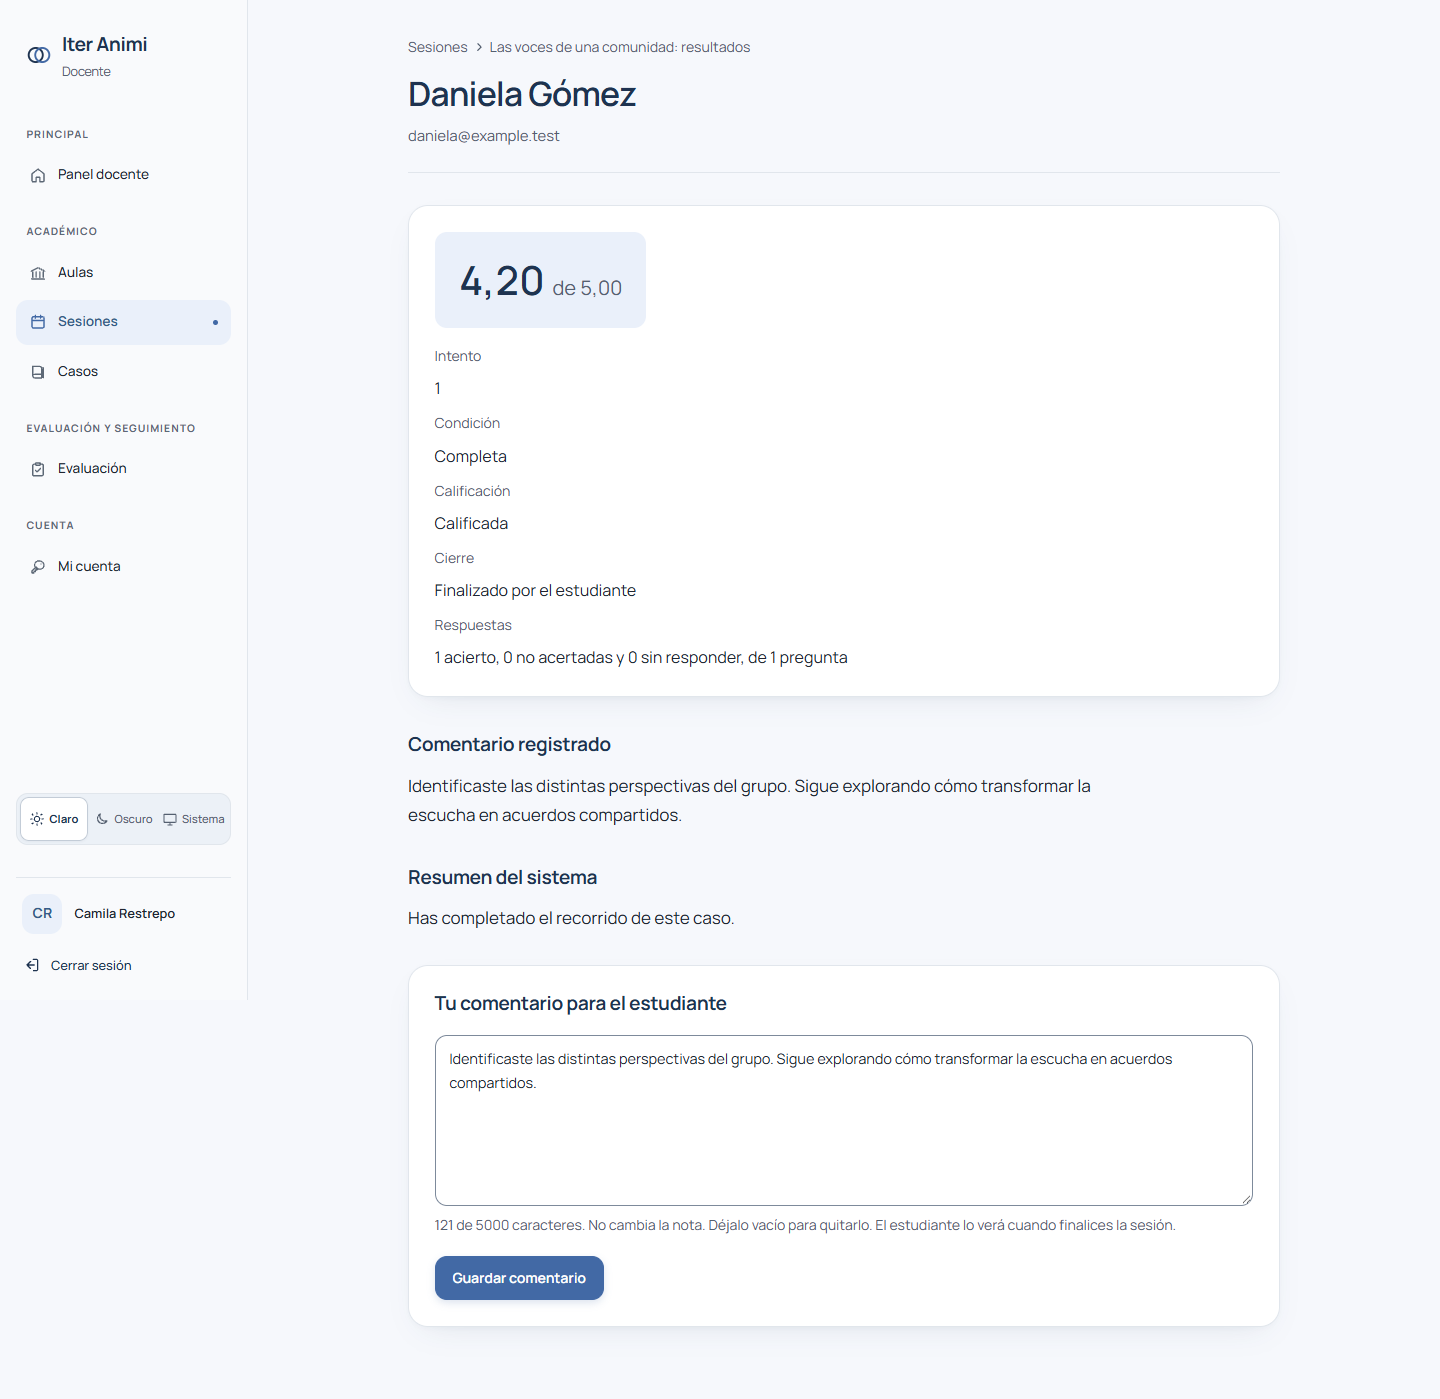 Iter Animi
Docente
PRINCIPAL
Panel docente
ACADÉMICO
Aulas
Sesiones
Casos
EVALUACIÓN Y SEGUIMIENTO
Evaluación
CUENTA
Mi cuenta
Claro Oscuro Sistema
CR Camila Restrepo
Cerrar sesión
Sesiones > Las voces de una comunidad: resultados
Daniela Gómez
daniela@example.test
4,20 de 5,00
Intento
1
Condición
Completa
Calificación
Calificada
Cierre
Finalizado por el estudiante
Respuestas
1 acierto, 0 no acertadas y 0 sin responder, de 1 pregunta
Comentario registrado
Identificaste las distintas perspectivas del grupo. Sigue explorando cómo transformar la
escucha en acuerdos compartidos.
Resumen del sistema
Has completado el recorrido de este caso.
Tu comentario para el estudiante
Identificaste las distintas perspectivas del grupo. Sigue explorando cómo transformar la escucha en acuerdos
compartidos.
121 de 5000 caracteres. No cambia la nota. Déjalo vacío para quitarlo. El estudiante lo verá cuando finalices la sesión.
Guardar comentario